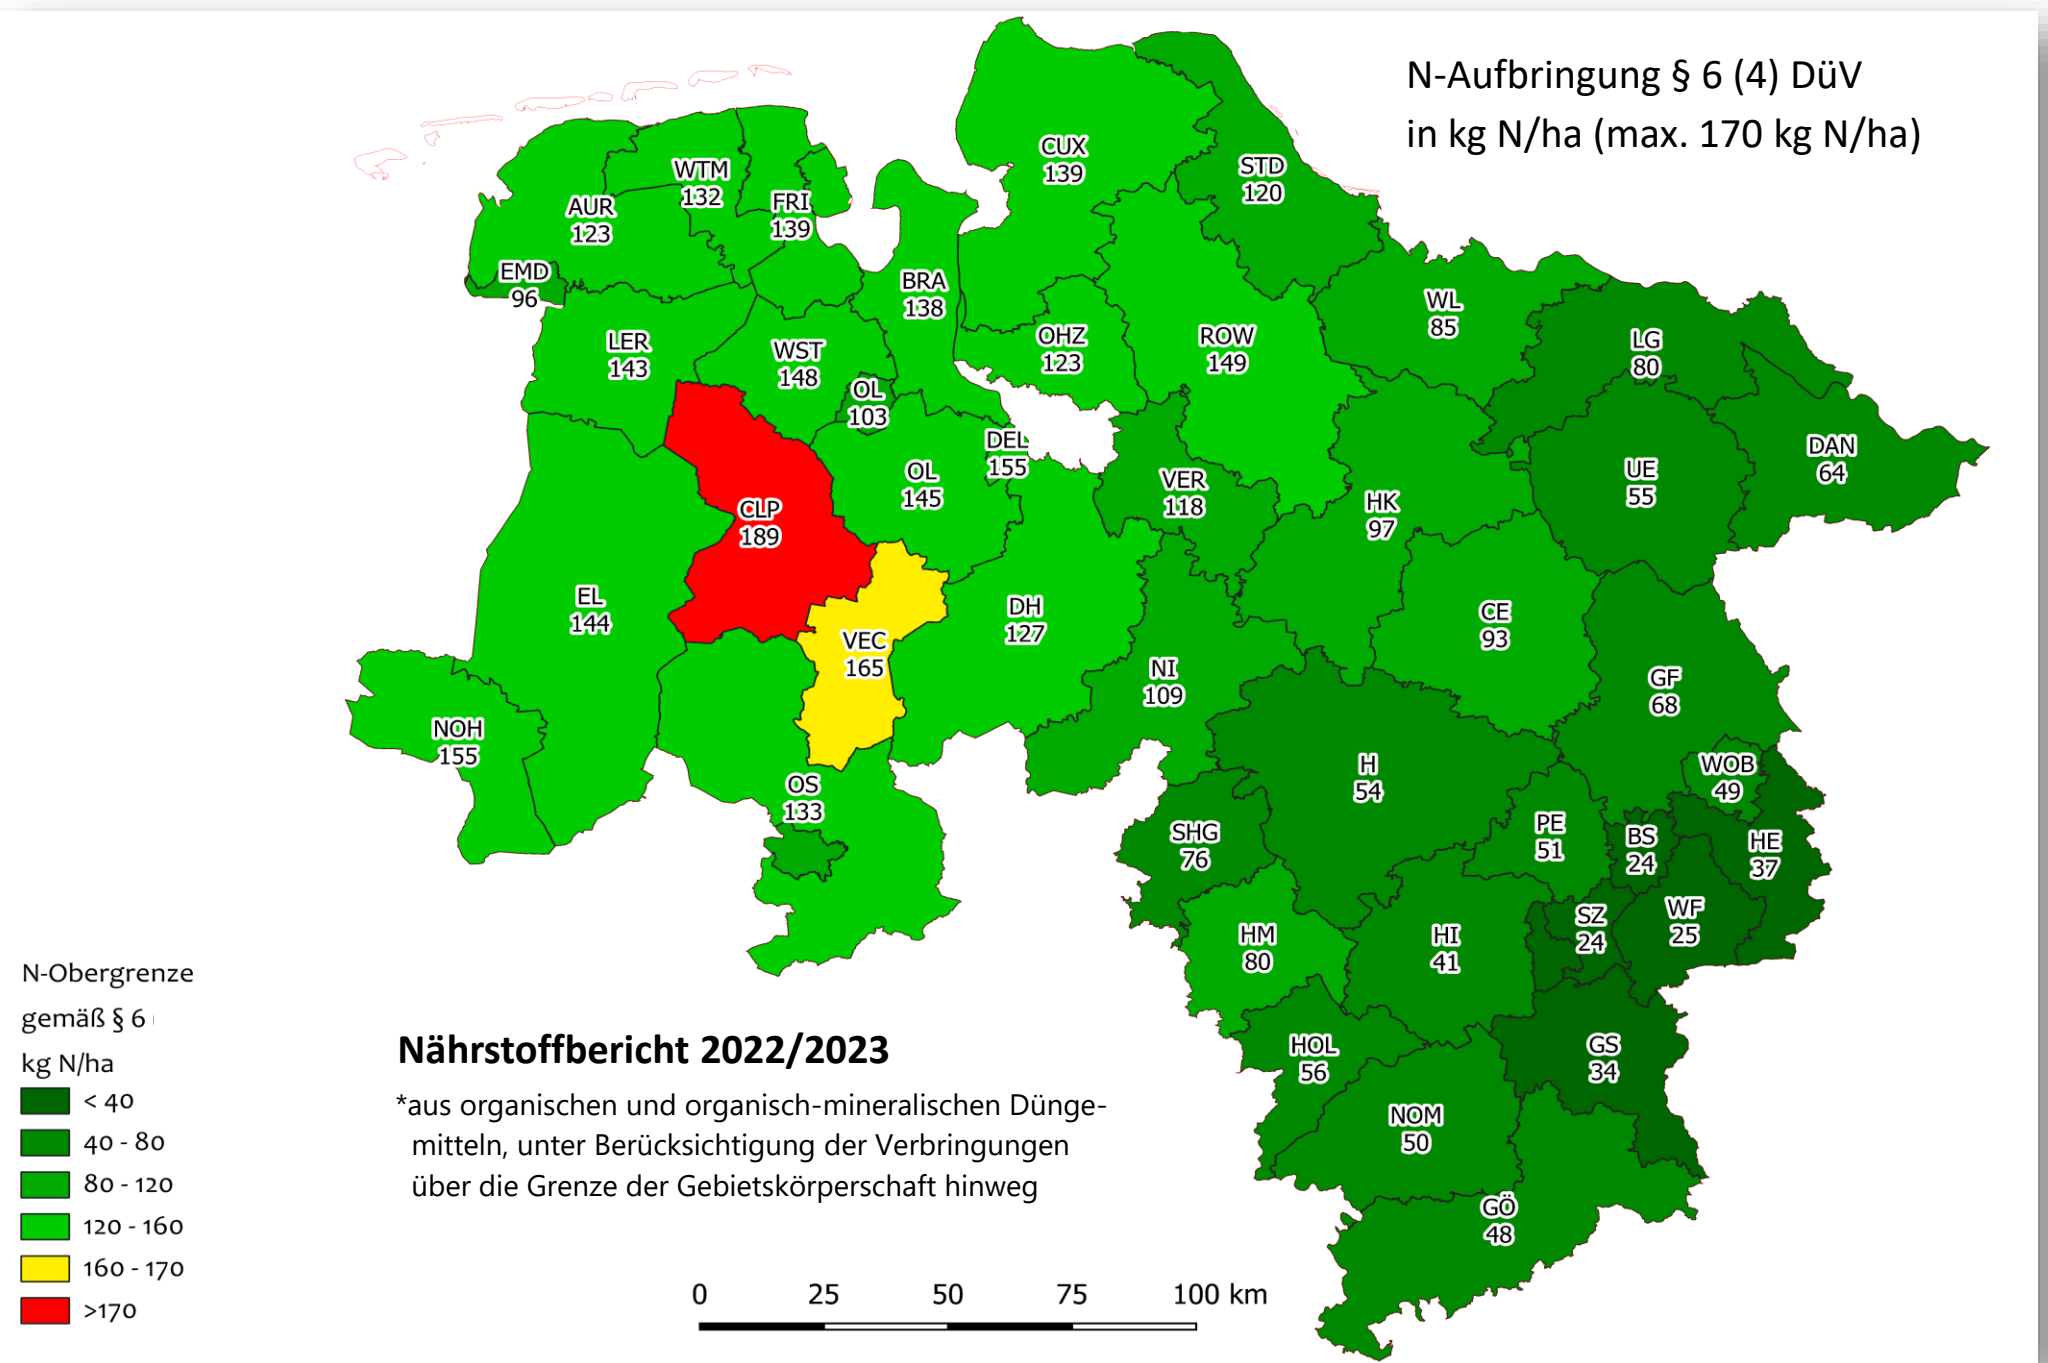 N-Aufbringung § 6 (4) DüV
in kg N/ha (max. 170 kg N/ha)
CUX
139
STD
120
WTM
132
FRI
139
AUR
123
EMD
96
BRA
138
WL
85
LER
143
WST
148
OHZ
123
ROW
149
LG
80
OL
103
DEL
155
OL
145
VER
118
UE
55
DAN
64
CLP
189
HK
97
EL
144
DH
127
CE
93
VEC
165
NI
109
GF
68
NOH
155
OS
133
H
54
WOB
49
SHG
76
PE
51
BS
24
HE
37
HM
80
HI
41
SZ
24
WF
25
HOL
56
GS
34
NOM
50
GÖ
48
N-Obergrenze
gemäß § 6
kg N/ha
< 40
40 - 80
80 - 120
120 - 160
160 - 170
>170
Nährstoffbericht 2022/2023
*aus organischen und organisch-mineralischen Dünge-
mitteln, unter Berücksichtigung der Verbringungen
über die Grenze der Gebietskörperschaft hinweg
0 25 50 75 100 km